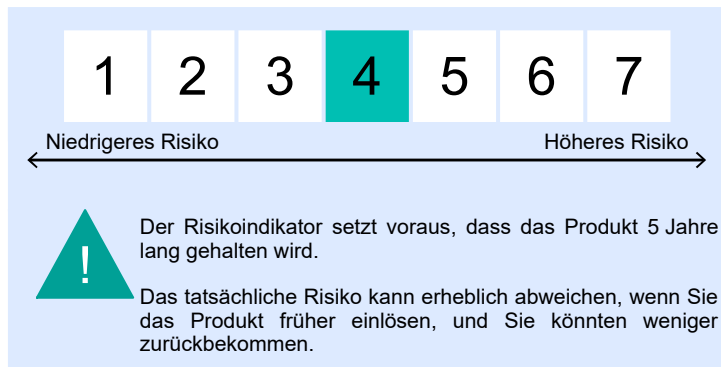 1 2 3 4 5 6 7
Niedrigeres Risiko Höheres Risiko
!
Der Risikoindikator setzt voraus, dass das Produkt 5 Jahre
lang gehalten wird.
Das tatsächliche Risiko kann erheblich abweichen, wenn Sie
das Produkt früher einlösen, und Sie könnten weniger
zurückbekommen.